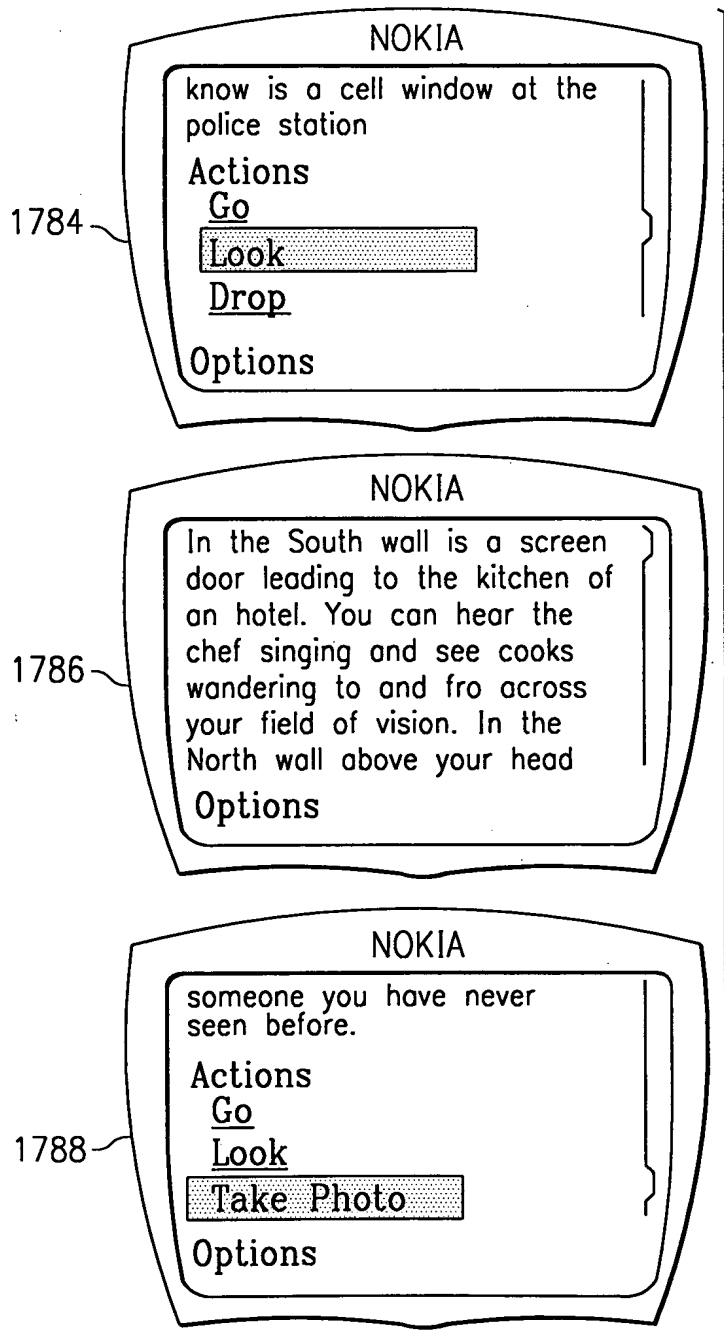 NOKIA
know is a cell window at the
police station
Actions
Go
1784
Look
Drop
Options
NOKIA
In the South wall is a screen
door leading to the kitchen of
an hotel. You can hear the
chef singing and see cooks
1786
wandering to and fro across
your field of vision. In the
North wall above your head
Options
NOKIA
someone you have never
seen before.
Actions
Go
1788
Look
Take Photo
Options